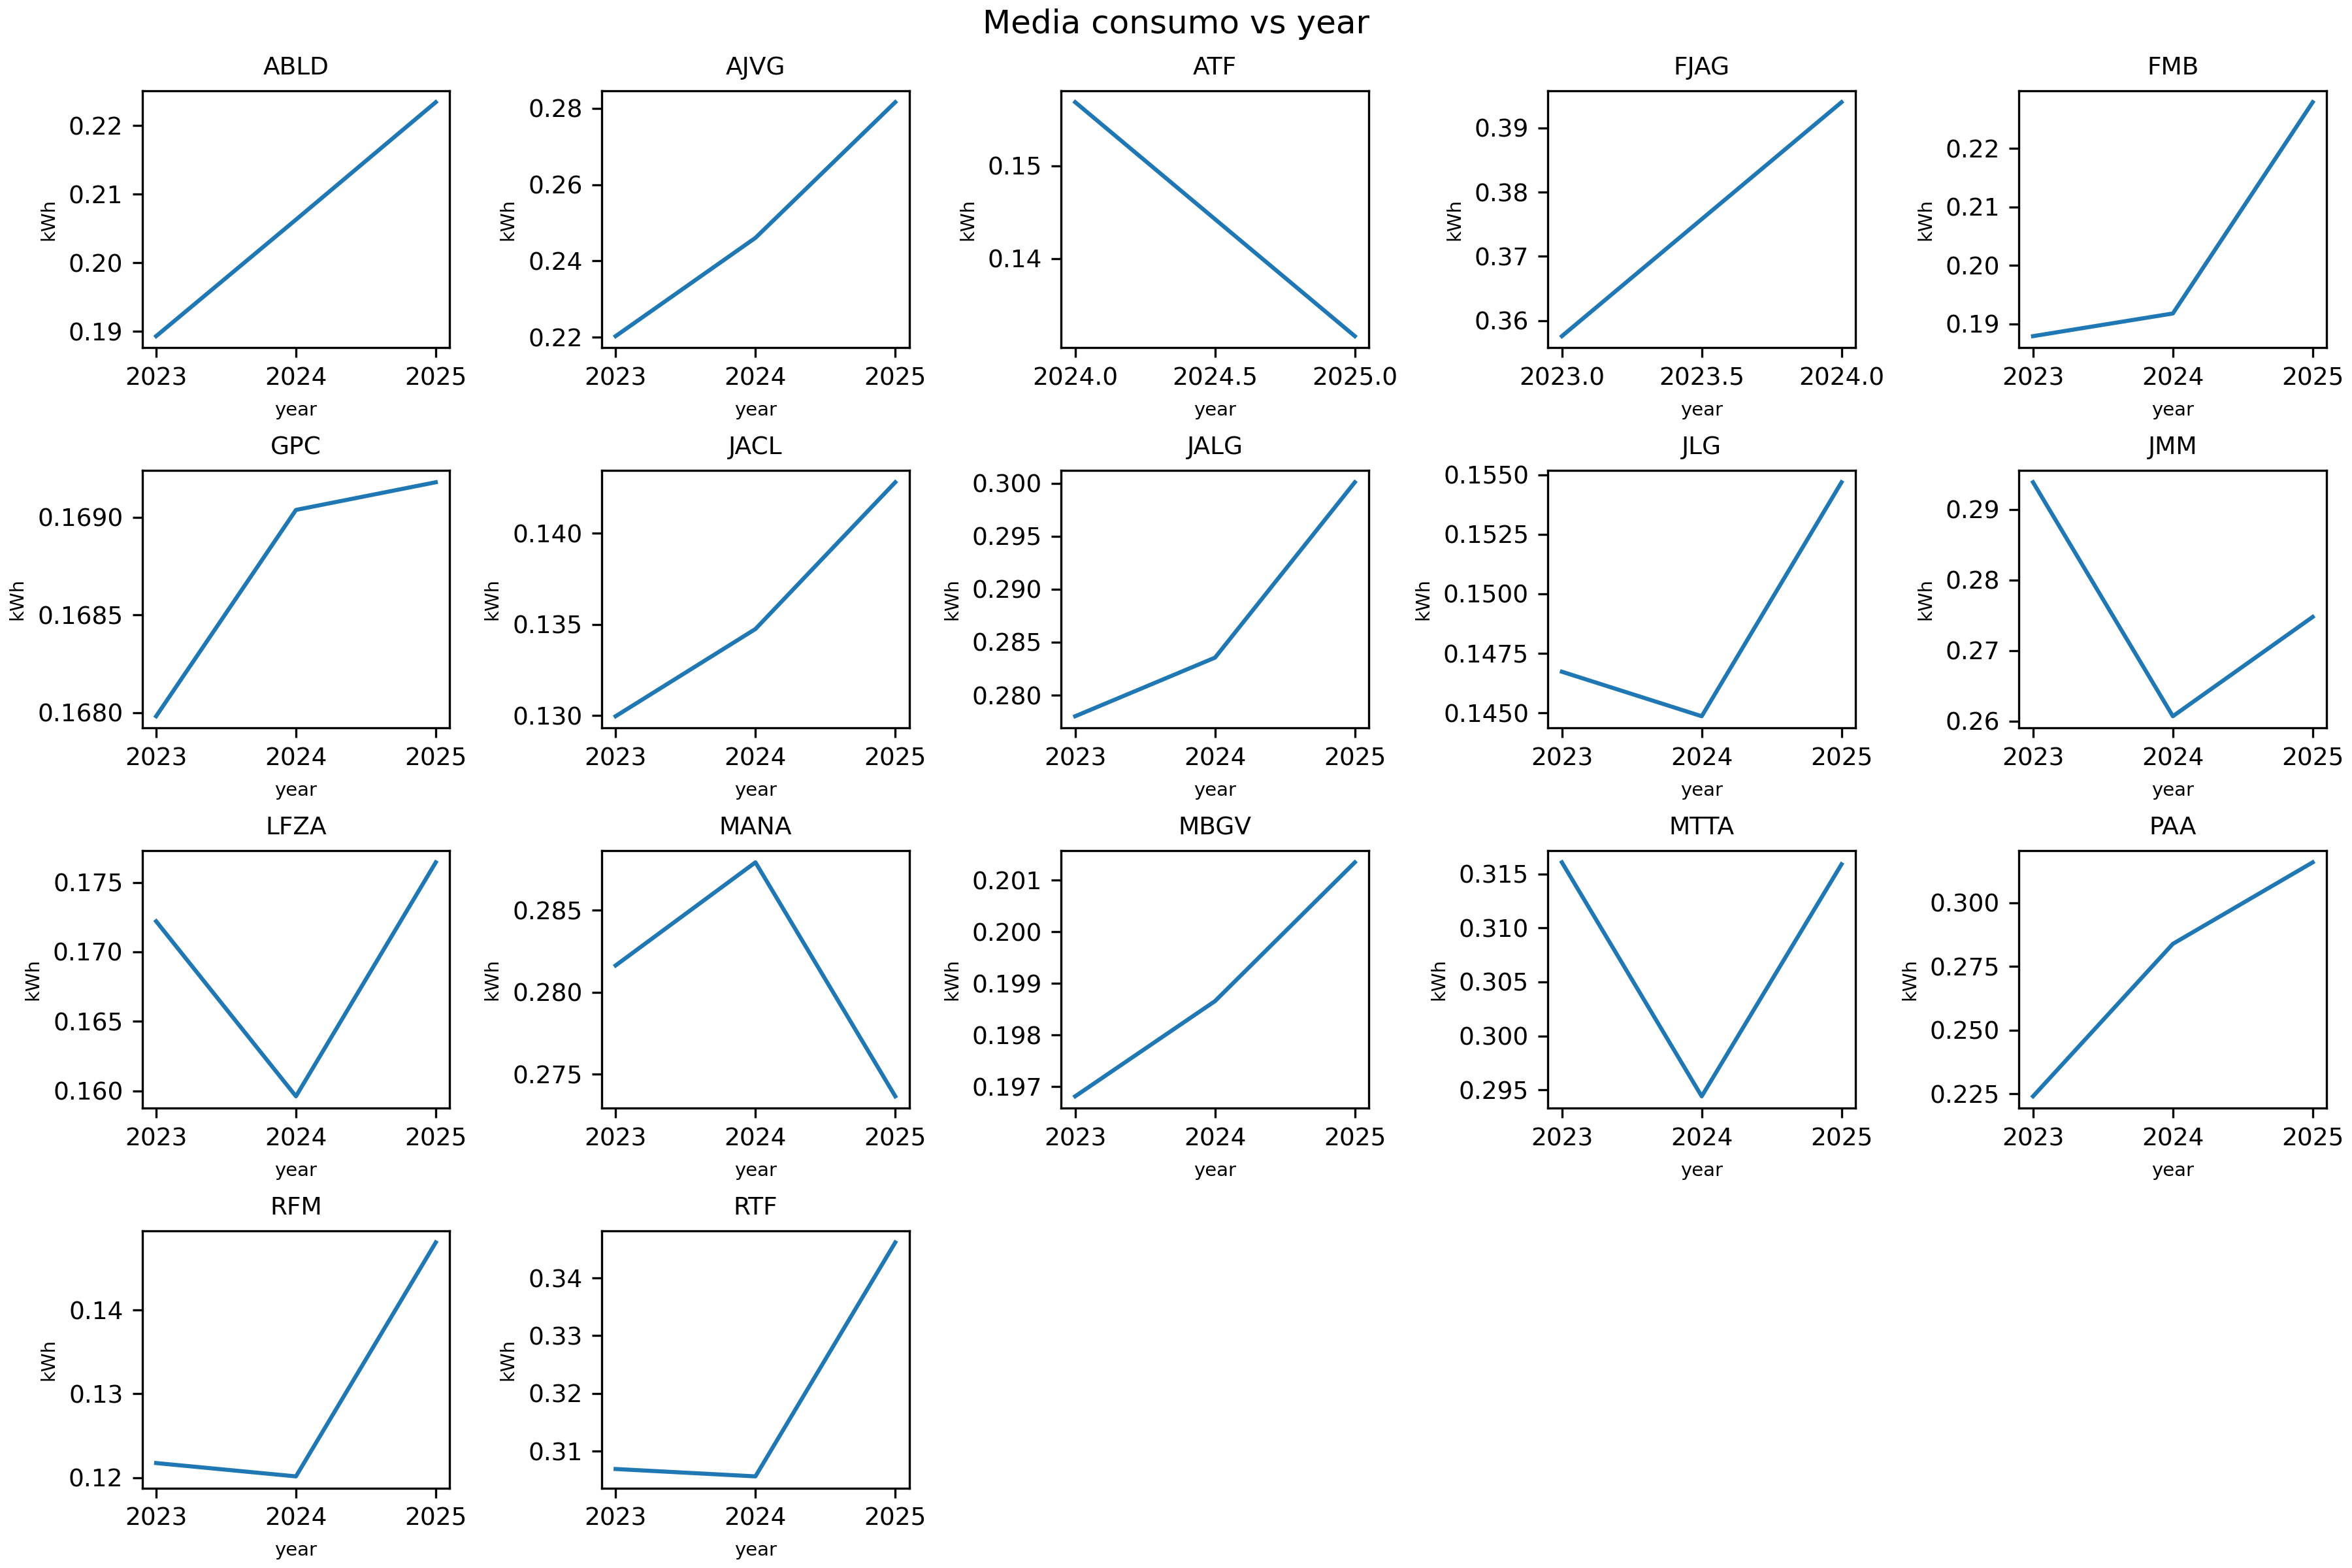 Media consumo vs year
ABLD
kWh
0.22
0.21
0.20
0.19
2023 2024 2025
year
AJVG
kWh
0.28
0.26
0.24
0.22
2023 2024 2025
year
ATF
kWh
0.15
0.14
2024.0 2024.5 2025.0
year
FJAG
kWh
0.39
0.38
0.37
0.36
2023.0 2023.5 2024.0
year
FMB
kWh
0.22
0.21
0.20
0.19
2023 2024 2025
year
GPC
kWh
0.1690
0.1685
0.1680
2023 2024 2025
year
JACL
kWh
0.140
0.135
0.130
2023 2024 2025
year
JALG
kWh
0.300
0.295
0.290
0.285
0.280
2023 2024 2025
year
JLG
kWh
0.1550
0.1525
0.1500
0.1475
0.1450
2023 2024 2025
year
JMM
kWh
0.29
0.28
0.27
0.26
2023 2024 2025
year
LFZA
kWh
0.175
0.170
0.165
0.160
2023 2024 2025
year
MANA
kWh
0.285
0.280
0.275
2023 2024 2025
year
MBGV
kWh
0.201
0.200
0.199
0.198
0.197
2023 2024 2025
year
MTTA
kWh
0.315
0.310
0.305
0.300
0.295
2023 2024 2025
year
PAA
kWh
0.300
0.275
0.250
0.225
2023 2024 2025
year
RFM
kWh
0.14
0.13
0.12
2023 2024 2025
year
RTF
kWh
0.34
0.33
0.32
0.31
2023 2024 2025
year